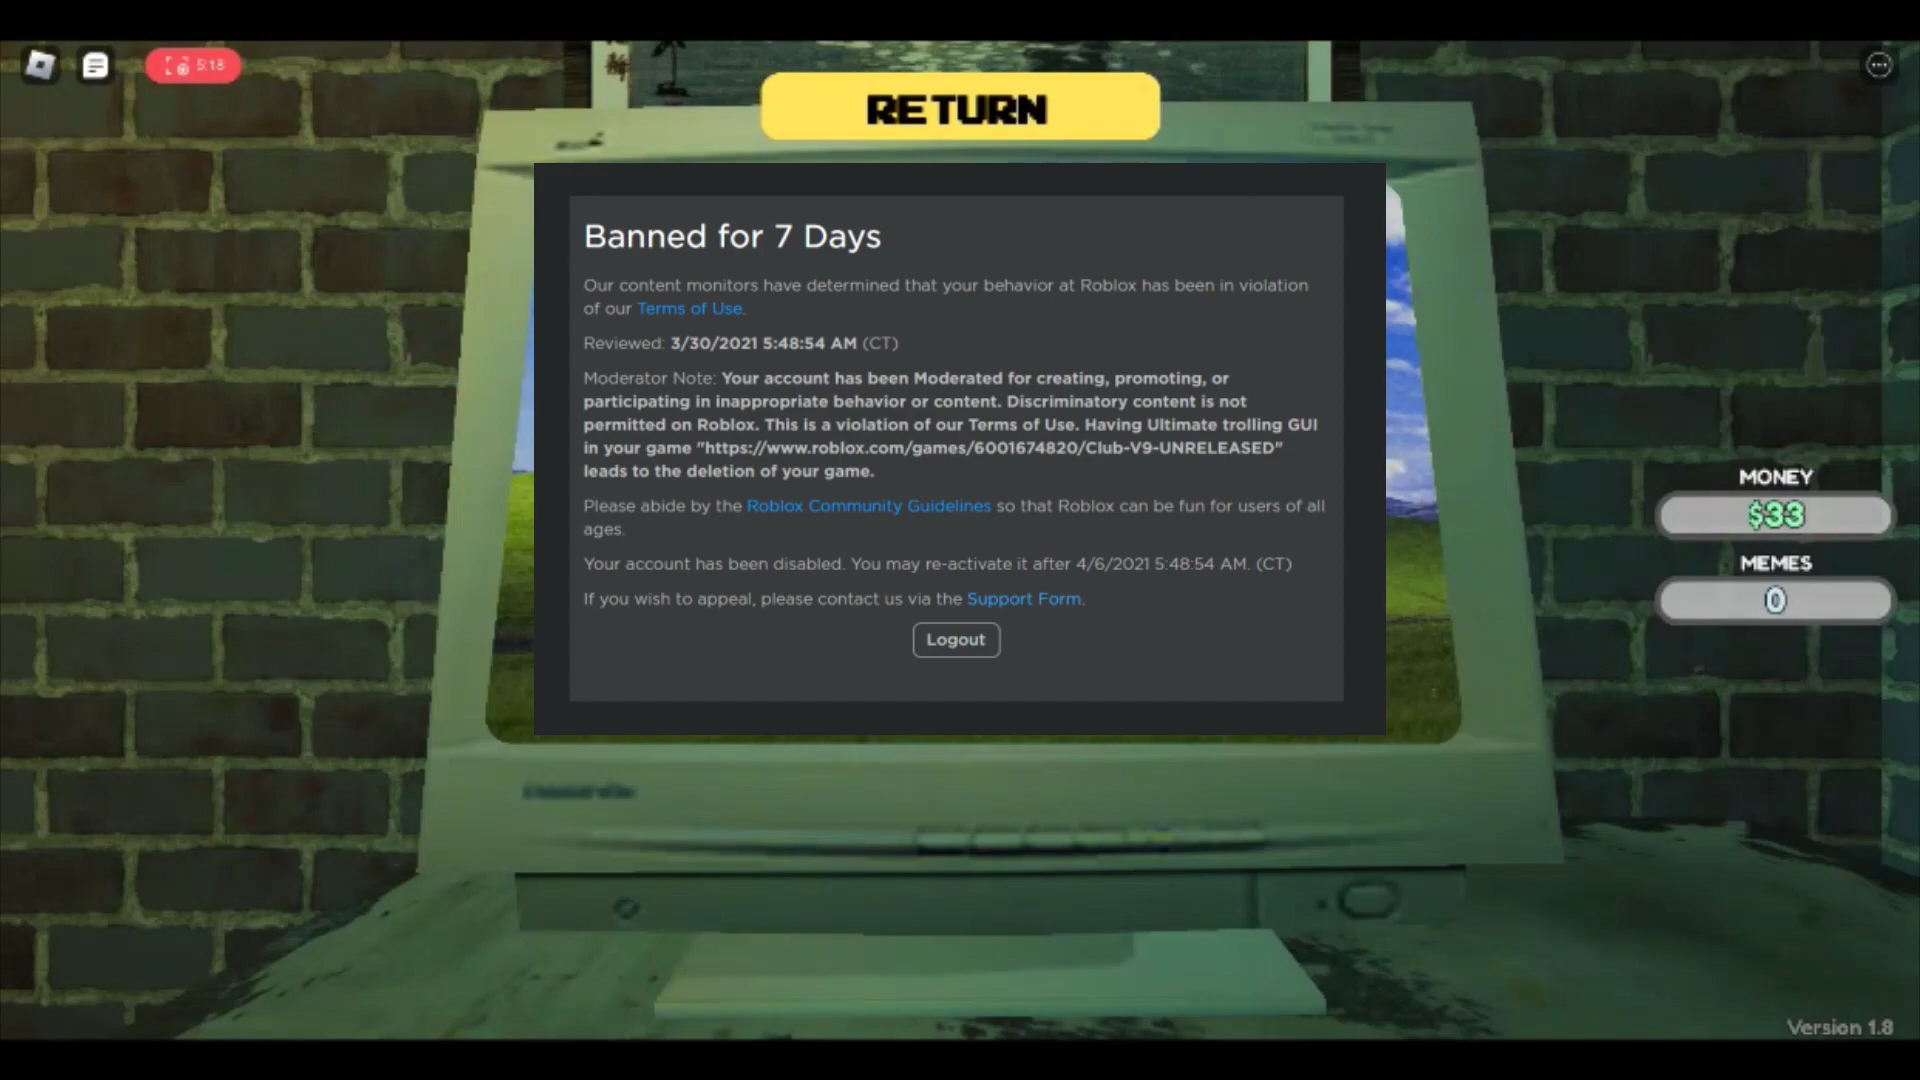 5:18
RETURN
Banned for 7 Days
Our content monitors have determined that your behavior at Roblox has been in violation
of our Terms of Use.
Reviewed: 3/30/2021 5:48:54 AM (CT)
Moderator Note: Your account has been Moderated for creating, promoting, or
participating in inappropriate behavior or content. Discriminatory content is not
permitted on Roblox. This is a violation of our Terms of Use. Having Ultimate trolling GUI
in your game "https://www.roblox.com/games/6001674820/Club-V9-UNRELEASED"
leads to the deletion of your game.
Please abide by the Roblox Community Guidelines so that Roblox can be fun for users of all
ages.
Your account has been disabled. You may re-activate it after 4/6/2021 5:48:54 AM. (CT)
If you wish to appeal, please contact us via the Support Form.
Logout
MONEY
$33
MEMES
0
Version 1.8